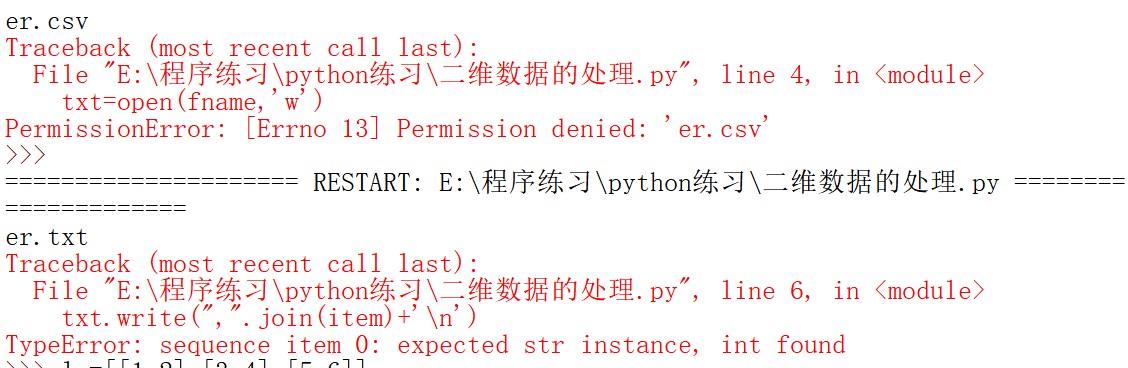 er.csv
Traceback (most recent call last):
  File "E:\程序练习\python练习\二维数据的处理.py", line 4, in <module>
    txt=open(fname,'w')
PermissionError: [Errno 13] Permission denied: 'er.csv'
>>>
===================== RESTART: E:\程序练习\python练习\二维数据的处理.py ========
=============
er.txt
Traceback (most recent call last):
  File "E:\程序练习\python练习\二维数据的处理.py", line 6, in <module>
    txt.write(",".join(item)+'\n')
TypeError: sequence item 0: expected str instance, int found